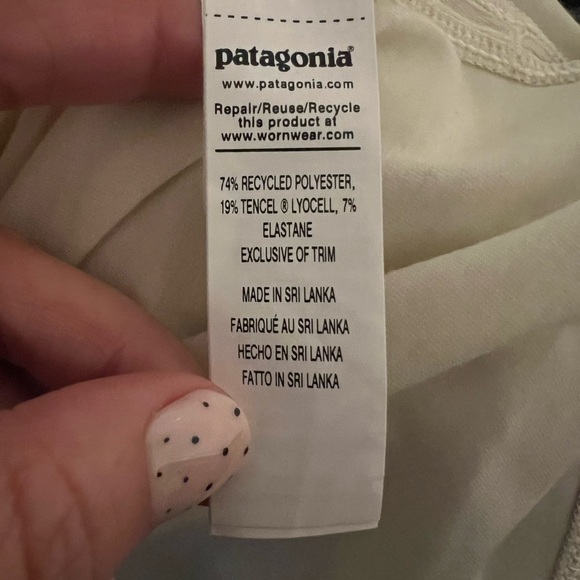 patagonia®
www.patagonia.com
Repair/Reuse/Recycle
this product at
www.wornwear.com
74% RECYCLED POLYESTER,
19% TENCEL ® LYOCELL, 7%
ELASTANE
EXCLUSIVE OF TRIM
MADE IN SRI LANKA
FABRIQUÉ AU SRI LANKA
HECHO EN SRI LANKA
FATTO IN SRI LANKA